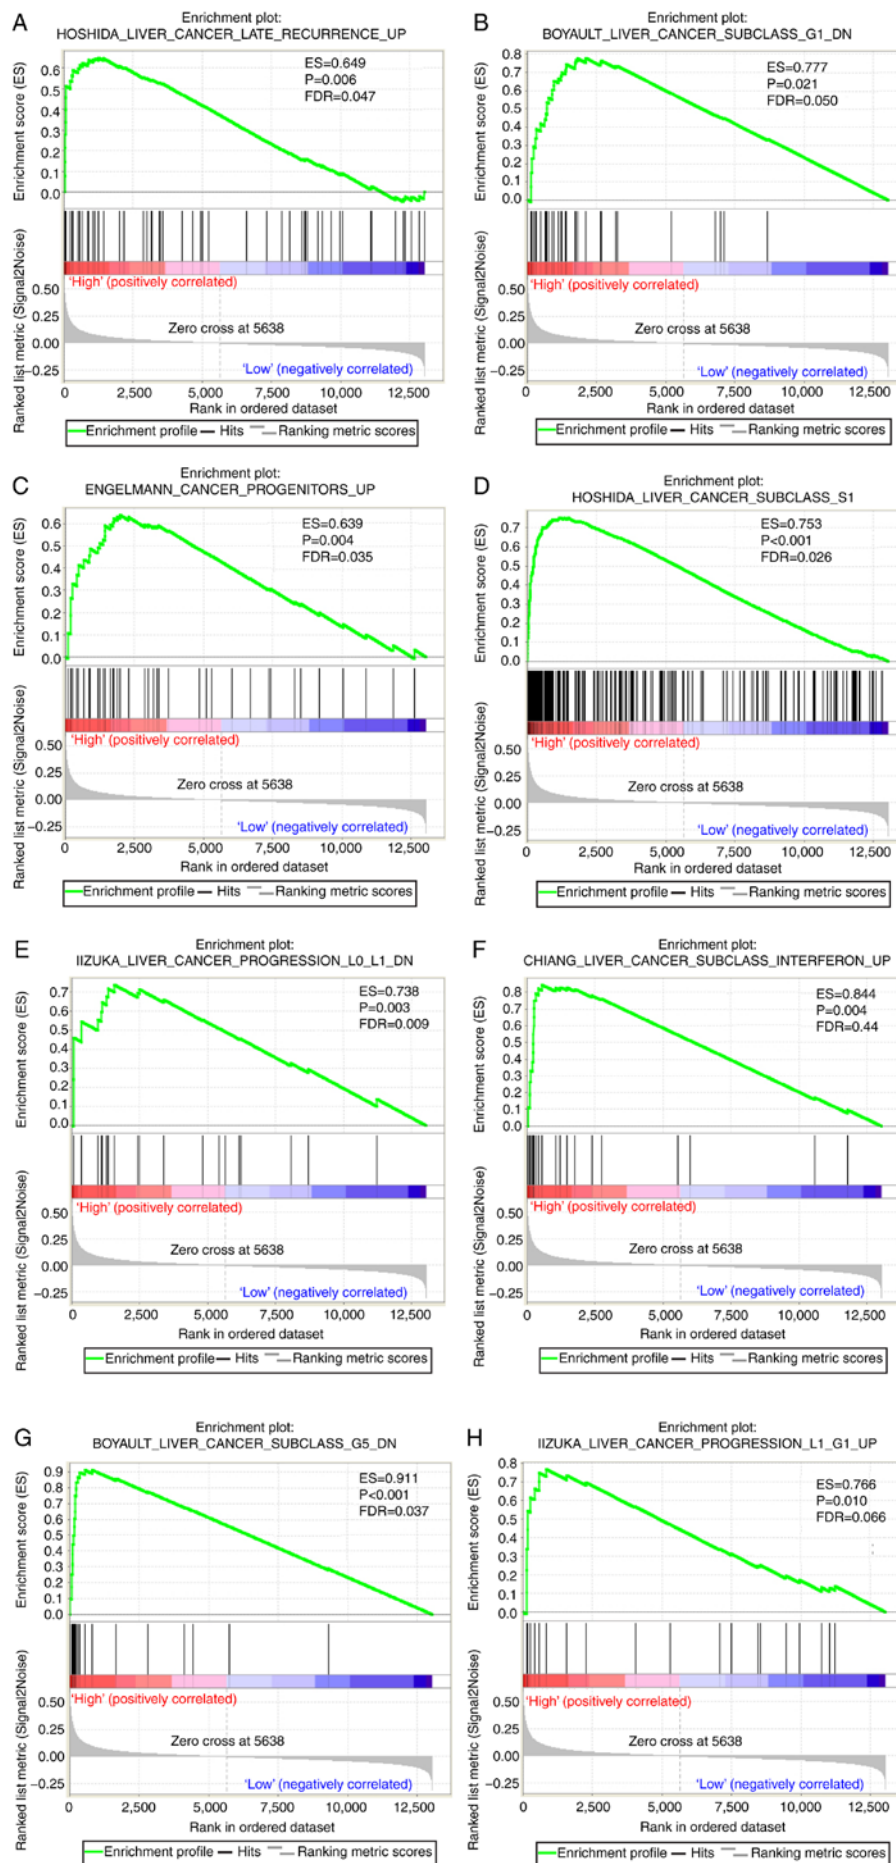 A
Enrichment plot:
HOSHIDA_LIVER_CANCER_LATE_RECURRENCE_UP
Enrichment score (ES)
0.6
0.5
0.4
0.3
0.2
0.1
0.0
ES=0.649
P=0.006
FDR=0.047
Ranked list metric (Signal2Noise)
'High' (positively correlated)
0.50
0.25
0.00
−0.25
Zero cross at 5638
'Low' (negatively correlated)
0 2,500 5,000 7,500 10,000 12,500
Rank in ordered dataset
Enrichment profile Hits Ranking metric scores
B
Enrichment plot:
BOYAULT_LIVER_CANCER_SUBCLASS_G1_DN
Enrichment score (ES)
0.8
0.7
0.6
0.5
0.4
0.3
0.2
0.1
0.0
ES=0.777
P=0.021
FDR=0.050
Ranked list metric (Signal2Noise)
'High' (positively correlated)
0.50
0.25
0.00
−0.25
Zero cross at 5638
'Low' (negatively correlated)
0 2,500 5,000 7,500 10,000 12,500
Rank in ordered dataset
Enrichment profile Hits Ranking metric scores
C
Enrichment plot:
ENGELMANN_CANCER_PROGENITORS_UP
Enrichment score (ES)
0.6
0.5
0.4
0.3
0.2
0.1
0.0
ES=0.639
P=0.004
FDR=0.035
Ranked list metric (Signal2Noise)
'High' (positively correlated)
0.50
0.25
0.00
−0.25
Zero cross at 5638
'Low' (negatively correlated)
0 2,500 5,000 7,500 10,000 12,500
Rank in ordered dataset
Enrichment profile Hits Ranking metric scores
D
Enrichment plot:
HOSHIDA_LIVER_CANCER_SUBCLASS_S1
Enrichment score (ES)
0.7
0.6
0.5
0.4
0.3
0.2
0.1
0.0
ES=0.753
P<0.001
FDR=0.026
Ranked list metric (Signal2Noise)
'High' (positively correlated)
0.50
0.25
0.00
−0.25
Zero cross at 5638
'Low' (negatively correlated)
0 2,500 5,000 7,500 10,000 12,500
Rank in ordered dataset
Enrichment profile Hits Ranking metric scores
E
Enrichment plot:
IIZUKA_LIVER_CANCER_PROGRESSION_L0_L1_DN
Enrichment score (ES)
0.7
0.6
0.5
0.4
0.3
0.2
0.1
0.0
ES=0.738
P=0.003
FDR=0.009
Ranked list metric (Signal2Noise)
'High' (positively correlated)
0.50
0.25
0.00
−0.25
Zero cross at 5638
'Low' (negatively correlated)
0 2,500 5,000 7,500 10,000 12,500
Rank in ordered dataset
Enrichment profile Hits Ranking metric scores
F
Enrichment plot:
CHIANG_LIVER_CANCER_SUBCLASS_INTERFERON_UP
Enrichment score (ES)
0.8
0.7
0.6
0.5
0.4
0.3
0.2
0.1
0.0
ES=0.844
P=0.004
FDR=0.44
Ranked list metric (Signal2Noise)
'High' (positively correlated)
0.50
0.25
0.00
−0.25
Zero cross at 5638
'Low' (negatively correlated)
0 2,500 5,000 7,500 10,000 12,500
Rank in ordered dataset
Enrichment profile Hits Ranking metric scores
G
Enrichment plot:
BOYAULT_LIVER_CANCER_SUBCLASS_G5_DN
Enrichment score (ES)
0.9
0.8
0.7
0.6
0.5
0.4
0.3
0.2
0.1
0.0
ES=0.911
P<0.001
FDR=0.037
Ranked list metric (Signal2Noise)
'High' (positively correlated)
0.50
0.25
0.00
−0.25
Zero cross at 5638
'Low' (negatively correlated)
0 2,500 5,000 7,500 10,000 12,500
Rank in ordered dataset
Enrichment profile Hits Ranking metric scores
H
Enrichment plot:
IIZUKA_LIVER_CANCER_PROGRESSION_L1_G1_UP
Enrichment score (ES)
0.8
0.7
0.6
0.5
0.4
0.3
0.2
0.1
0.0
ES=0.766
P=0.010
FDR=0.066
Ranked list metric (Signal2Noise)
'High' (positively correlated)
0.50
0.25
0.00
−0.25
Zero cross at 5638
'Low' (negatively correlated)
0 2,500 5,000 7,500 10,000 12,500
Rank in ordered dataset
Enrichment profile Hits Ranking metric scores